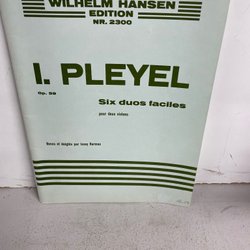 WILHELM HANSEN
EDITION
NR. 2300
I. PLEYEL
Op. 59
Six duos faciles
pour deux violons